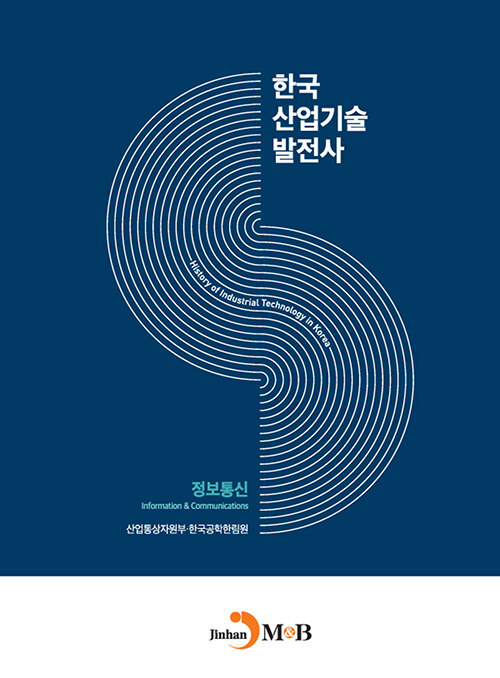 한국
산업기술
발전사
History of Industrial Technology in Korea
정보통신
Information & Communications
산업통상자원부·한국공학한림원
Jinhan M&B